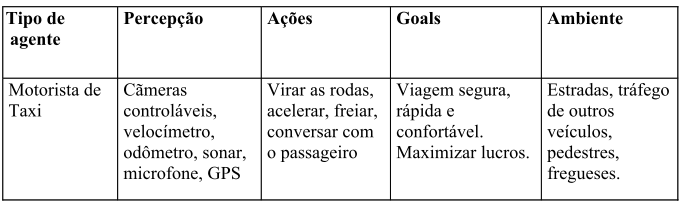 Tipo de
agente
Percepção
Ações
Goals
Ambiente
Motorista de
Taxi
Cãmeras
controláveis,
velocímetro,
odômetro, sonar,
microfone, GPS
Virar as rodas,
acelerar, freiar,
conversar com
o passageiro
Viagem segura,
rápida e
confortável.
Maximizar lucros.
Estradas, tráfego
de outros
veículos,
pedestres,
fregueses.